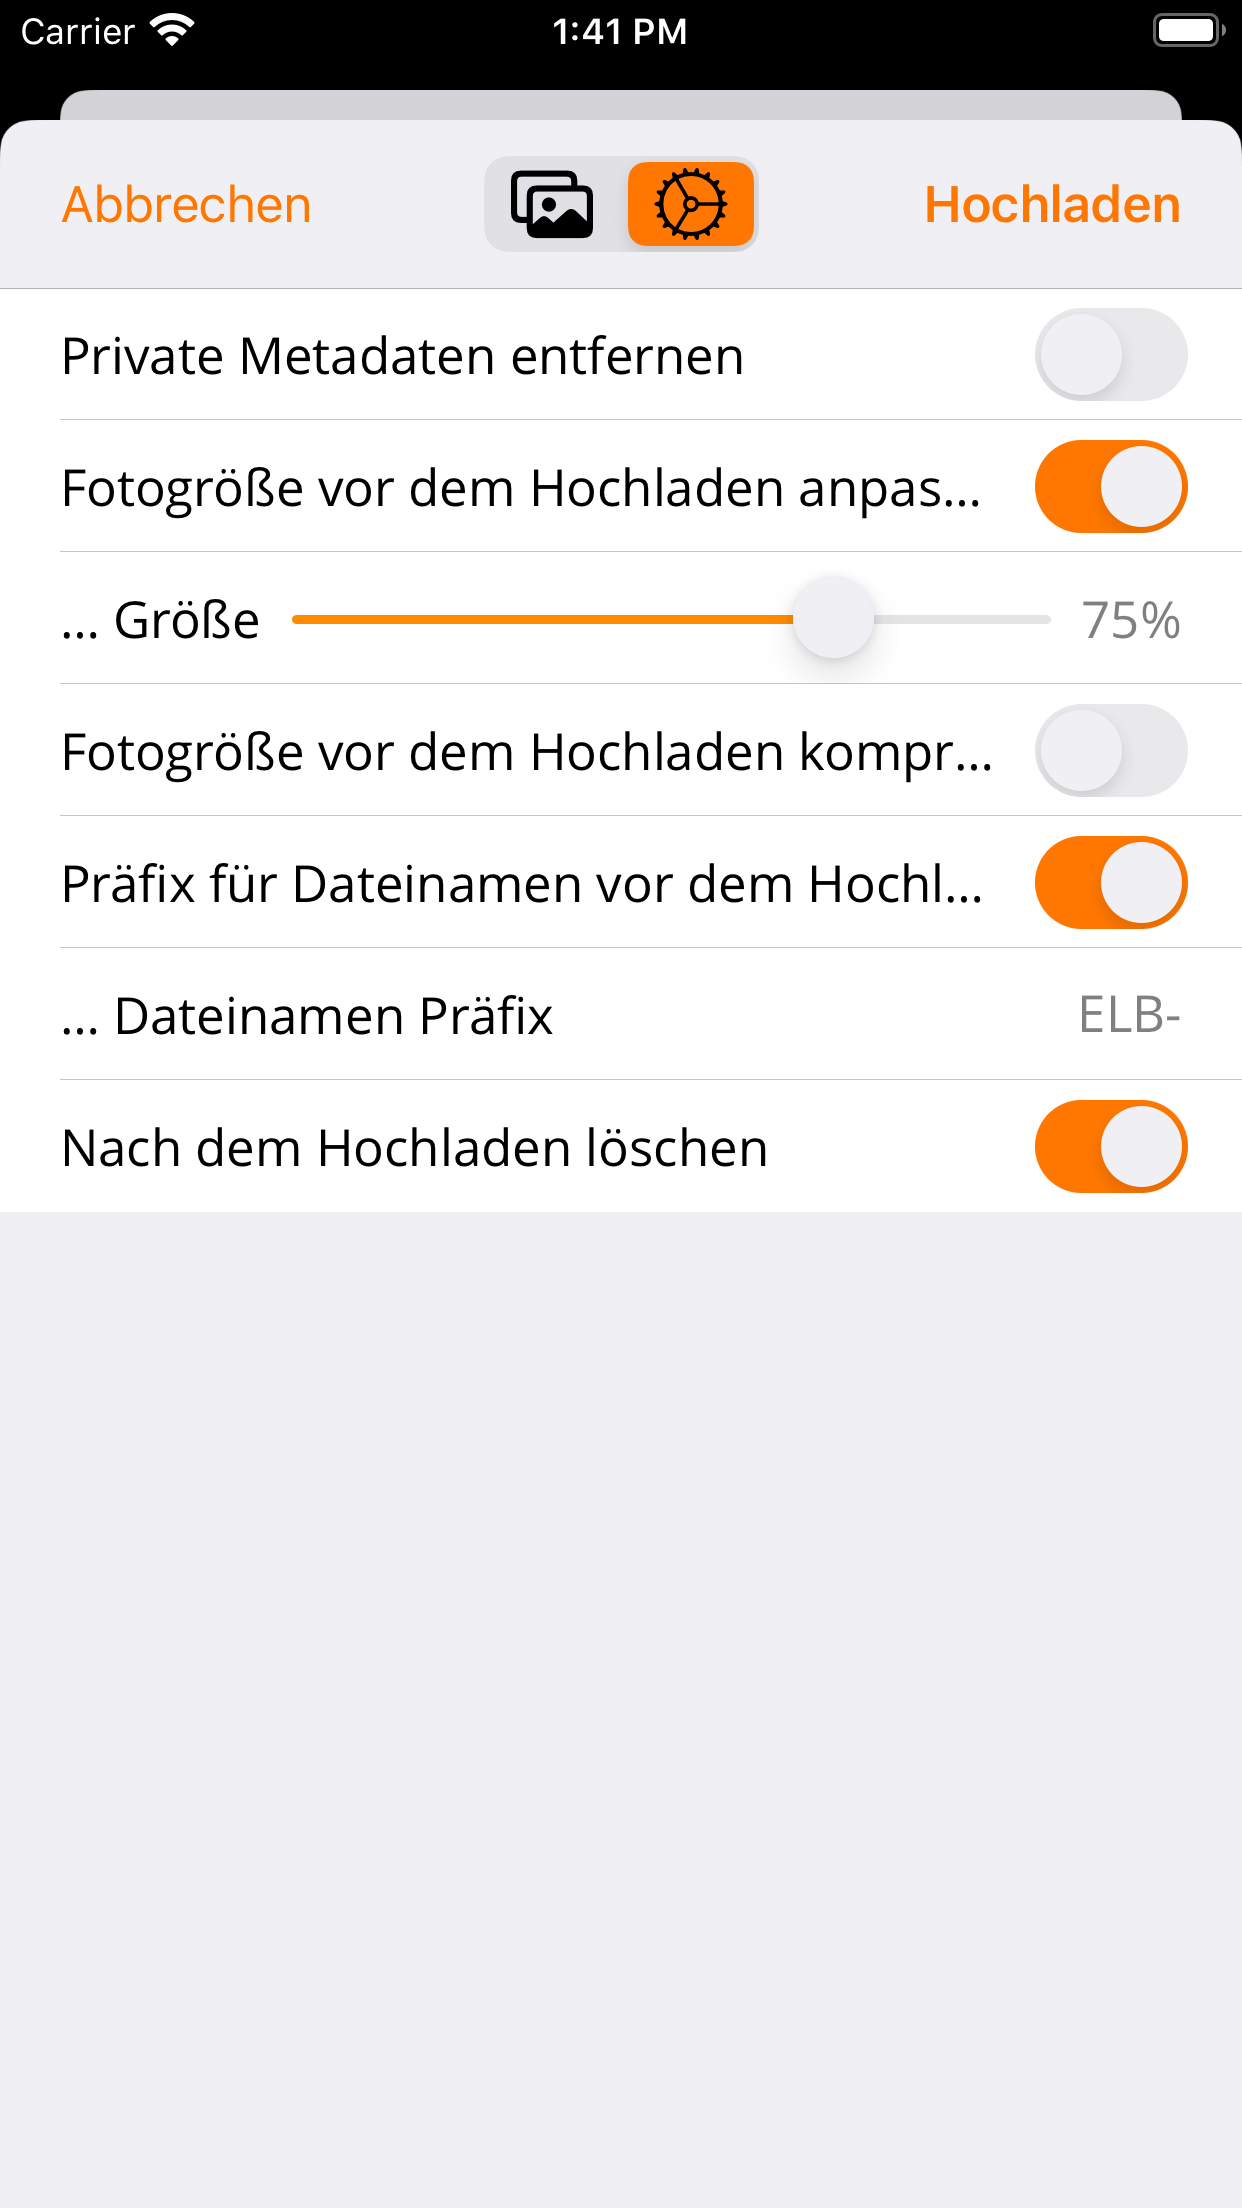 Carrier 1:41 PM
Abbrechen Hochladen
Private Metadaten entfernen
Fotogröße vor dem Hochladen anpas...
... Größe 75%
Fotogröße vor dem Hochladen kompr...
Präfix für Dateinamen vor dem Hochl...
... Dateinamen Präfix ELB-
Nach dem Hochladen löschen